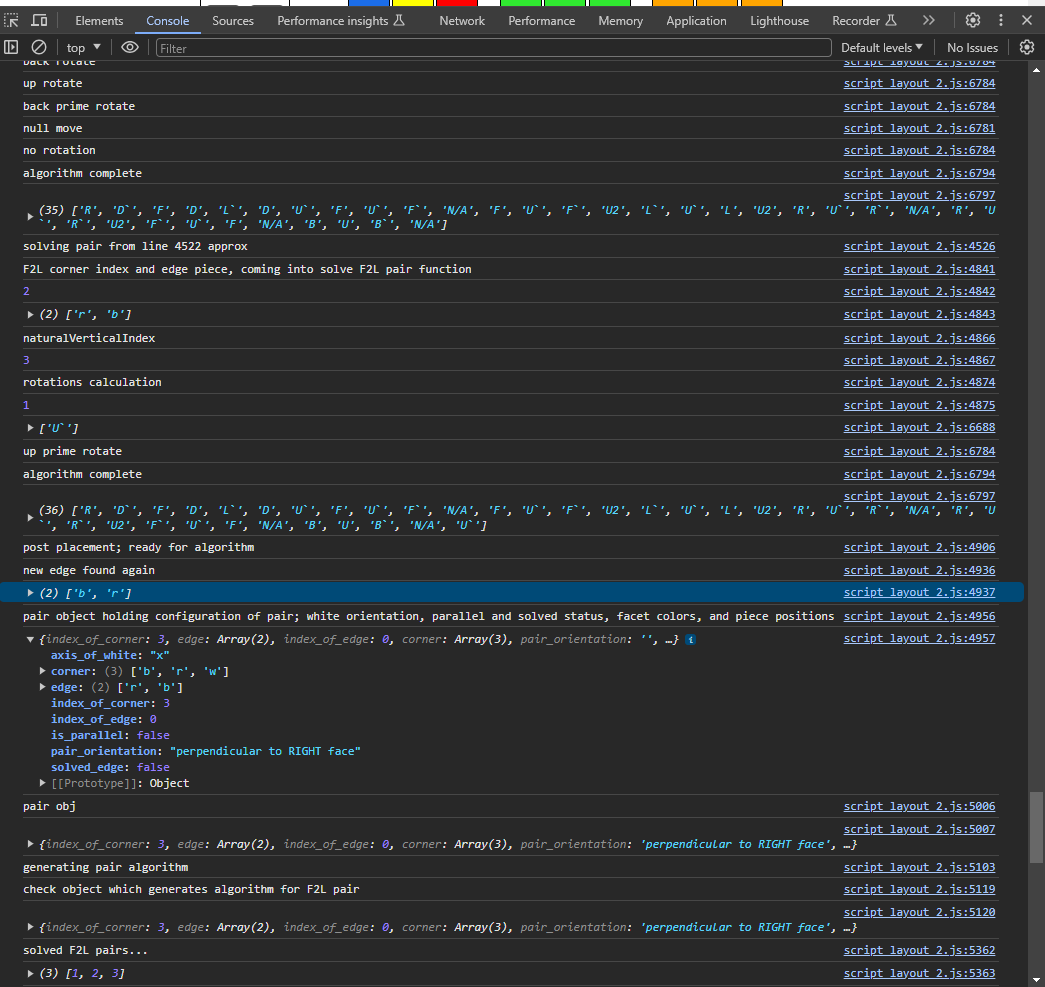 Elements Console Sources Performance insights Network Performance Memory Application Lighthouse Recorder
top Filter Default levels No Issues
back rotate script layout 2.js:6784
up rotate script layout 2.js:6784
back prime rotate script layout 2.js:6784
null move script layout 2.js:6781
no rotation script layout 2.js:6784
algorithm complete script layout 2.js:6794
script layout 2.js:6797
(35) ['R', 'D`', 'F', 'D', 'L`', 'D', 'U`', 'F', 'U`', 'F`', 'N/A', 'F', 'U`', 'F`', 'U2', 'L`', 'U`', 'L', 'U2', 'R', 'U`', 'R`', 'N/A', 'R', 'U
`', 'R`', 'U2', 'F`', 'U`', 'F', 'N/A', 'B', 'U', 'B`', 'N/A']
solving pair from line 4522 approx script layout 2.js:4526
F2L corner index and edge piece, coming into solve F2L pair function script layout 2.js:4841
2 script layout 2.js:4842
(2) ['r', 'b'] script layout 2.js:4843
naturalVerticalIndex script layout 2.js:4866
3 script layout 2.js:4867
rotations calculation script layout 2.js:4874
1 script layout 2.js:4875
['U`'] script layout 2.js:6688
up prime rotate script layout 2.js:6784
algorithm complete script layout 2.js:6794
script layout 2.js:6797
(36) ['R', 'D`', 'F', 'D', 'L`', 'D', 'U`', 'F', 'U`', 'F`', 'N/A', 'F', 'U`', 'F`', 'U2', 'L`', 'U`', 'L', 'U2', 'R', 'U`', 'R`', 'N/A', 'R', 'U
`', 'R`', 'U2', 'F`', 'U`', 'F', 'N/A', 'B', 'U', 'B`', 'N/A', 'U`']
post placement; ready for algorithm script layout 2.js:4906
new edge found again script layout 2.js:4936
(2) ['b', 'r'] script layout 2.js:4937
pair object holding configuration of pair; white orientation, parallel and solved status, facet colors, and piece positions script layout 2.js:4956
{index_of_corner: 3, edge: Array(2), index_of_edge: 0, corner: Array(3), pair_orientation: '', …} i script layout 2.js:4957
axis_of_white: "x"
corner: (3) ['b', 'r', 'w']
edge: (2) ['r', 'b']
index_of_corner: 3
index_of_edge: 0
is_parallel: false
pair_orientation: "perpendicular to RIGHT face"
solved_edge: false
[[Prototype]]: Object
pair obj script layout 2.js:5006
script layout 2.js:5007
{index_of_corner: 3, edge: Array(2), index_of_edge: 0, corner: Array(3), pair_orientation: 'perpendicular to RIGHT face', …}
generating pair algorithm script layout 2.js:5103
check object which generates algorithm for F2L pair script layout 2.js:5119
script layout 2.js:5120
{index_of_corner: 3, edge: Array(2), index_of_edge: 0, corner: Array(3), pair_orientation: 'perpendicular to RIGHT face', …}
solved F2L pairs... script layout 2.js:5362
(3) [1, 2, 3] script layout 2.js:5363